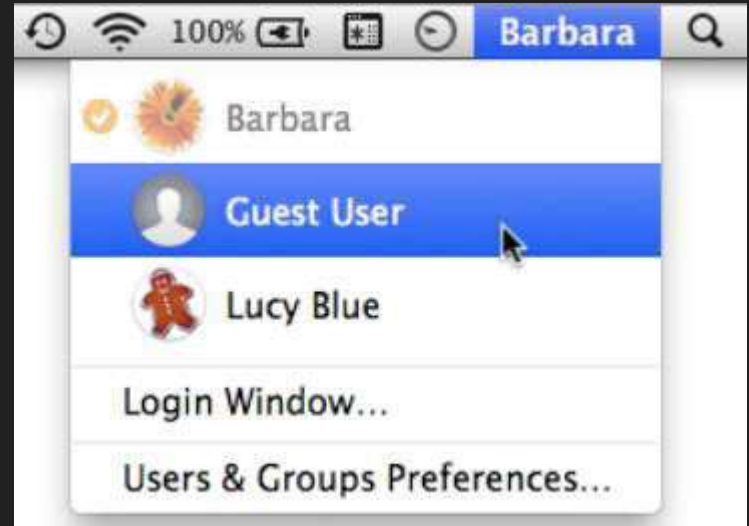 100% Barbara
Barbara
Guest User
Lucy Blue
Login Window...
Users & Groups Preferences...